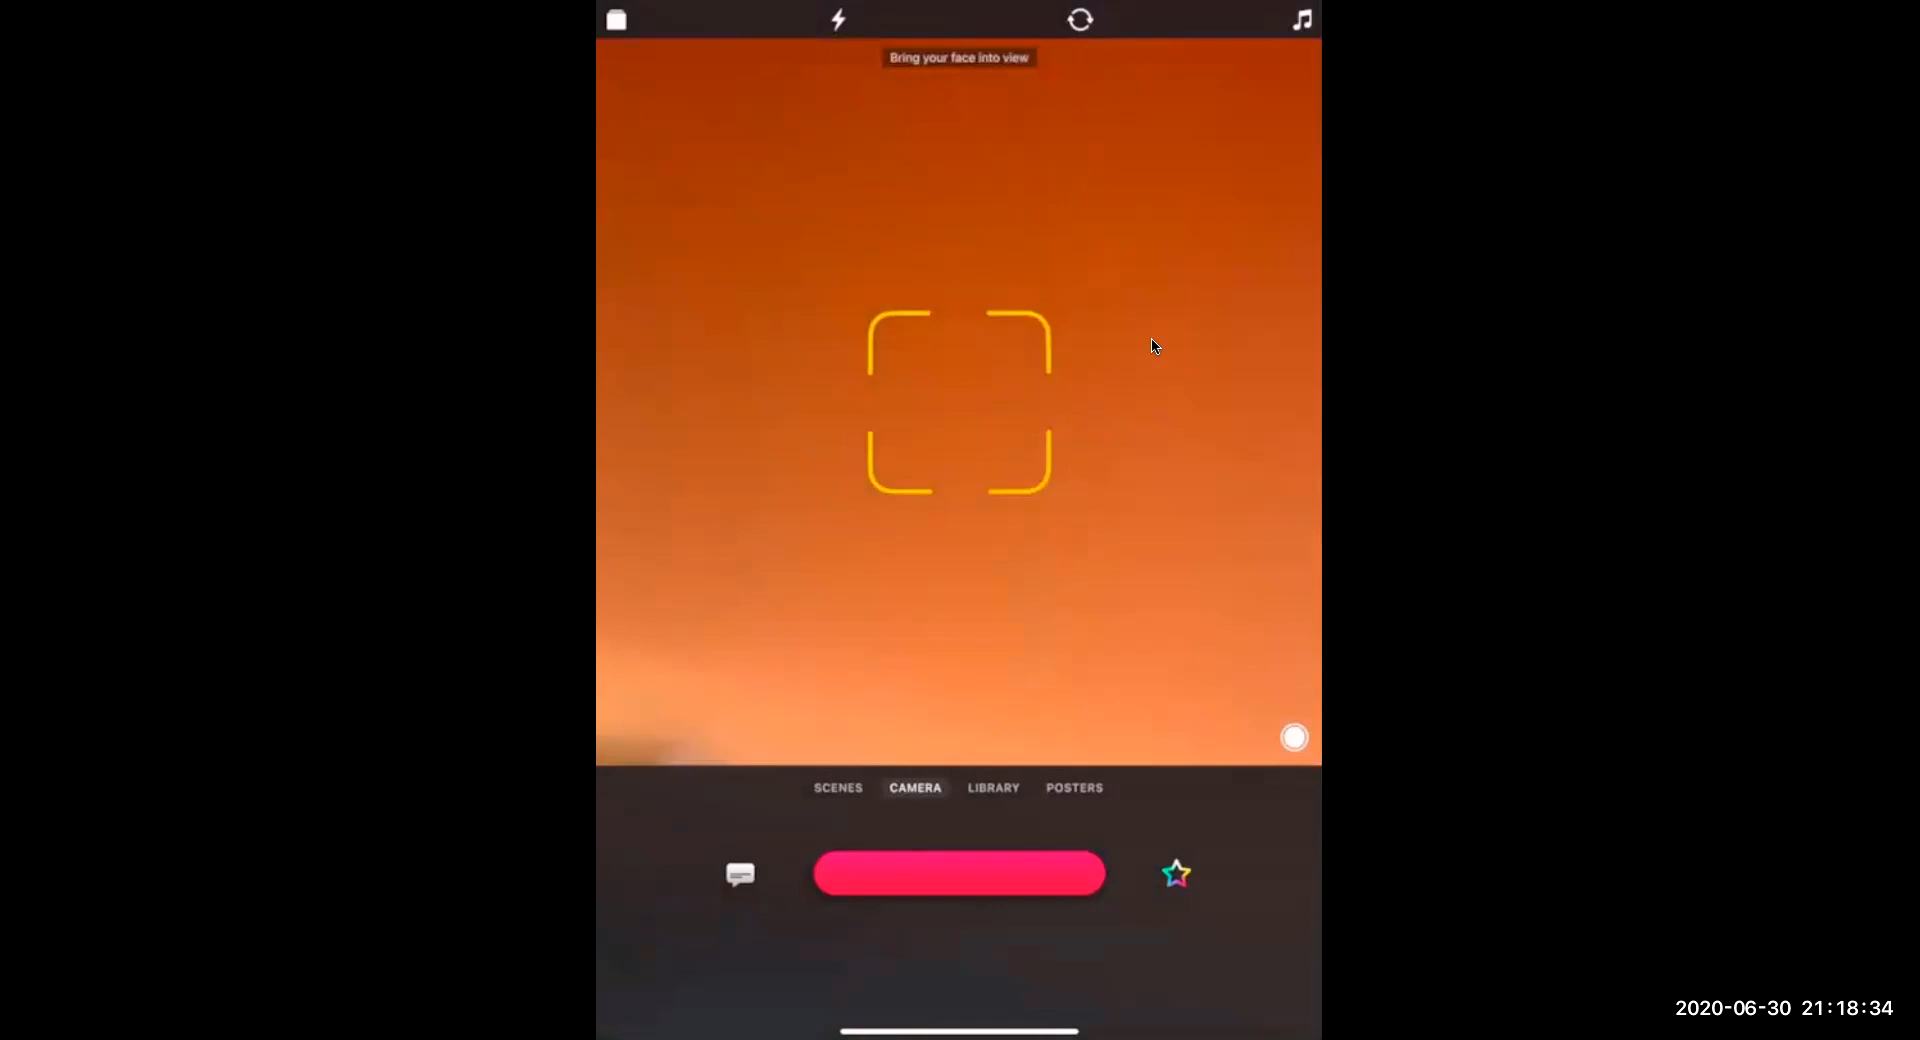 Bring your face into view
SCENES CAMERA LIBRARY POSTERS
2020-06-30 21:18:34